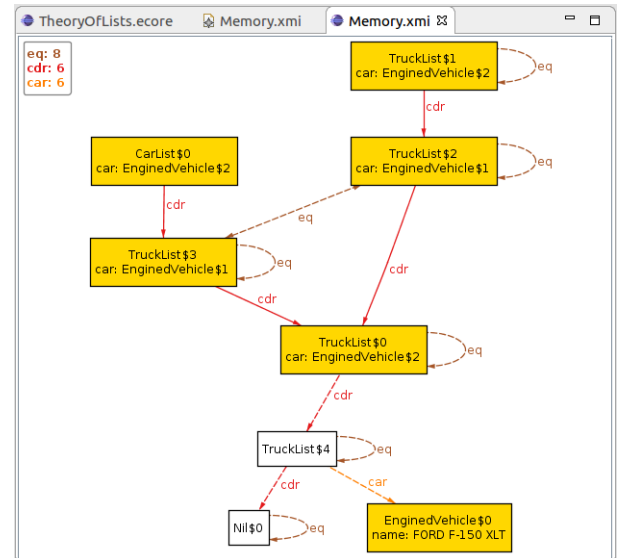 TheoryOfLists.ecore
Memory.xmi
Memory.xmi
eq: 8
cdr: 6
car: 6
TruckList$1
car: EnginedVehicle$2
eq
cdr
CarList$0
car: EnginedVehicle$2
TruckList$2
car: EnginedVehicle$1
eq
cdr
eq
TruckList$3
car: EnginedVehicle$1
eq
cdr
cdr
TruckList$0
car: EnginedVehicle$2
eq
cdr
TruckList$4
eq
cdr
car
Nil$0
eq
EnginedVehicle$0
name: FORD F-150 XLT